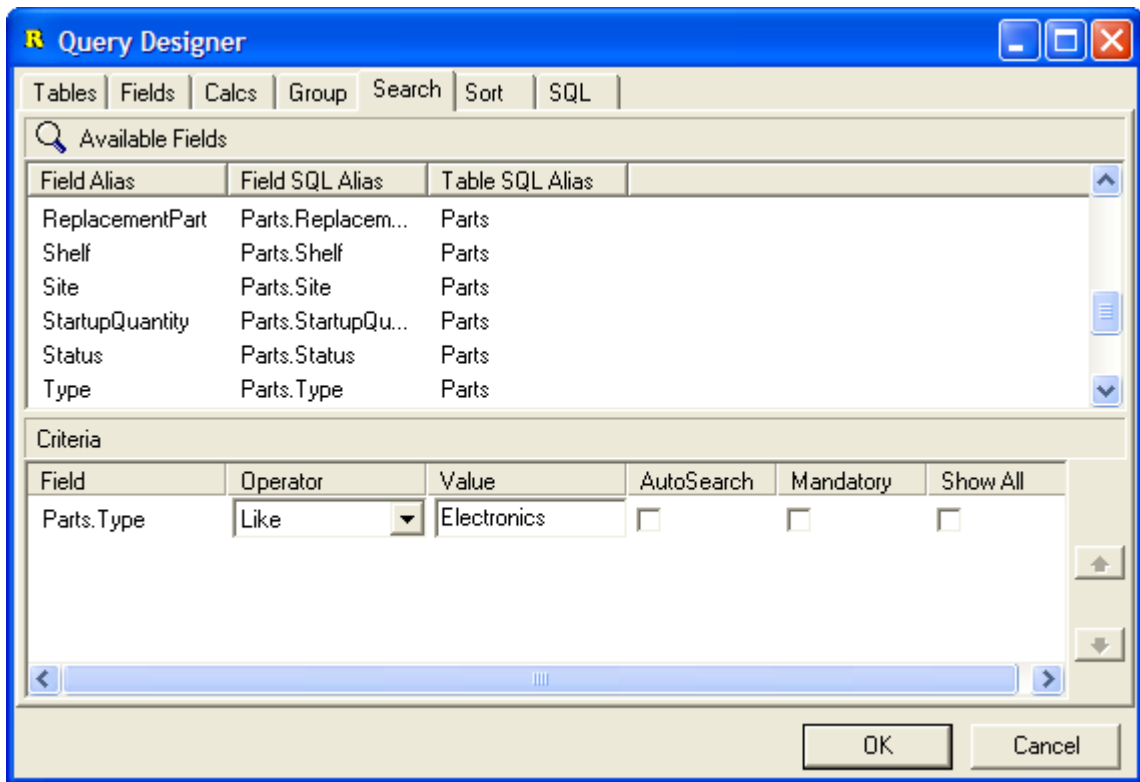 R Query Designer
Tables Fields Calcs Group Search Sort SQL
Available Fields
Field Alias Field SQL Alias Table SQL Alias
ReplacementPart Parts.Replacem... Parts
Shelf Parts.Shelf Parts
Site Parts.Site Parts
StartupQuantity Parts.StartupQu... Parts
Status Parts.Status Parts
Type Parts.Type Parts
Criteria
Field Operator Value AutoSearch Mandatory Show All
Parts.Type Like Electronics
OK Cancel